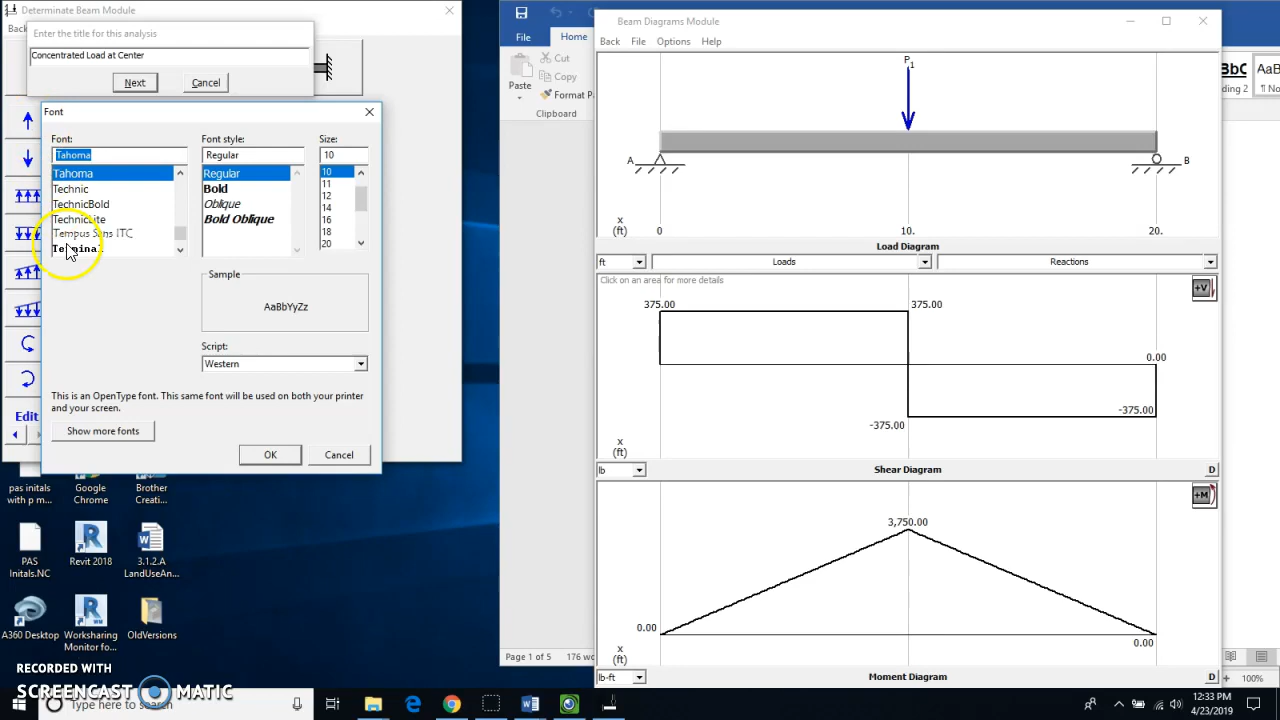 Determinate Beam Module
Back
Enter the title for this analysis
Concentrated Load at Center
Next
Cancel
Font
Font:
Font style:
Size:
Tahoma
Regular
10
Tahoma
Technic
TechnicBold
TechnicLite
Tempus Sans ITC
Terminal
Regular
Bold
Oblique
Bold Oblique
10
11
12
14
16
18
20
Sample
AaBbYyZz
Script:
Western
This is an OpenType font. This same font will be used on both your printer
and your screen.
Show more fonts
OK
Cancel
Edit
File
Home
Paste
Cut
Copy
Format P
Clipboard
Page 1 of 5
176 wo
Beam Diagrams Module
Back File Options Help
P1
A
B
x
(ft)
0
10.
20.
Load Diagram
ft
Loads
Reactions
Click on an area for more details
+V
375.00
375.00
0.00
-375.00
-375.00
x
(ft)
lb
Shear Diagram
D
+M
3,750.00
0.00
0.00
x
(ft)
lb-ft
Moment Diagram
D
BbC
AaB
ding 2
¶ No
100%
pas initals
with p m...
Google
Chrome
Brother
Creati...
PAS
Initals.NC
Revit 2018
3.1.2.A
LandUseAn...
A360 Desktop
Worksharing
Monitor fo...
OldVersions
RECORDED WITH
SCREENCAST MATIC
Type here to search
12:33 PM
4/23/2019